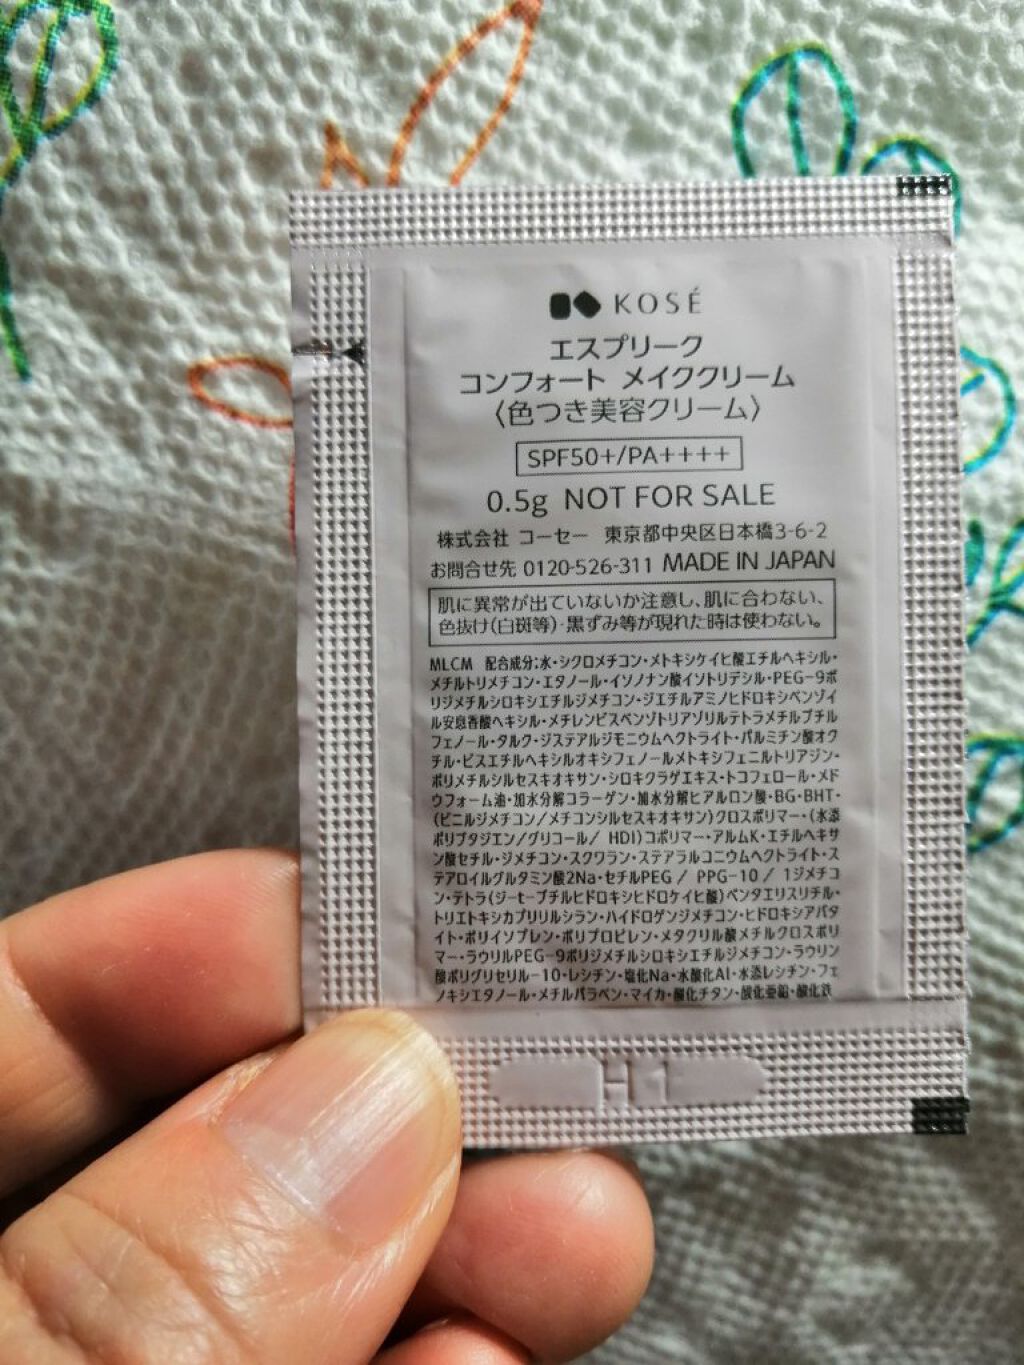 KOSÉ
エスプリーク
コンフォート メイククリーム
〈色つき美容クリーム〉
SPF50+/PA++++
0.5g NOT FOR SALE
株式会社 コーセー 東京都中央区日本橋3-6-2
お問合せ先 0120-526-311 MADE IN JAPAN
肌に異常が出ていないか注意し、肌に合わない、
色抜け(白斑等)・黒ずみ等が現れた時は使わない。
MLCM 配合成分:水・シクロメチコン・メトキシケイヒ酸エチルヘキシル・
メチルトリメチコン・エタノール・イソノナン酸イソトリデシル・PEG-9ポ
リジメチルシロキシエチルジメチコン・ジエチルアミノヒドロキシベンゾイ
ル安息香酸ヘキシル・メチレンビスベンゾトリアゾリルテトラメチルブチル
フェノール・タルク・ジステアルジモニウムヘクトライト・パルミチン酸オク
チル・ビスエチルヘキシルオキシフェノールメトキシフェニルトリアジン・
ポリメチルシルセスキオキサン・シロキクラゲエキス・トコフェロール・メド
ウフォーム油・加水分解コラーゲン・加水分解ヒアルロン酸・BG・BHT・
(ビニルジメチコン/メチコンシルセスキオキサン)クロスポリマー・(水添
ポリブタジエン/グリコール/ HDI)コポリマー・アルムK・エチルヘキサ
ン酸セチル・ジメチコン・スクワラン・ステアラルコニウムヘクトライト・ス
テアロイルグルタミン酸2Na・セチルPEG / PPG-10 / 1ジメチコ
ン・テトラ(ジ-t-ブチルヒドロキシヒドロケイヒ酸)ペンタエリスリチル・
トリエトキシカプリリルシラン・ハイドロゲンジメチコン・ヒドロキシアパタ
イト・ポリイソプレン・ポリプロピレン・メタクリル酸メチルクロスポリ
マー・ラウリルPEG-9ポリジメチルシロキシエチルジメチコン・ラウリン
酸ポリグリセリル-10・レシチン・塩化Na・水酸化Al・水添レシチン・フェ
ノキシエタノール・メチルパラベン・マイカ・酸化チタン・酸化亜鉛・酸化鉄
H1